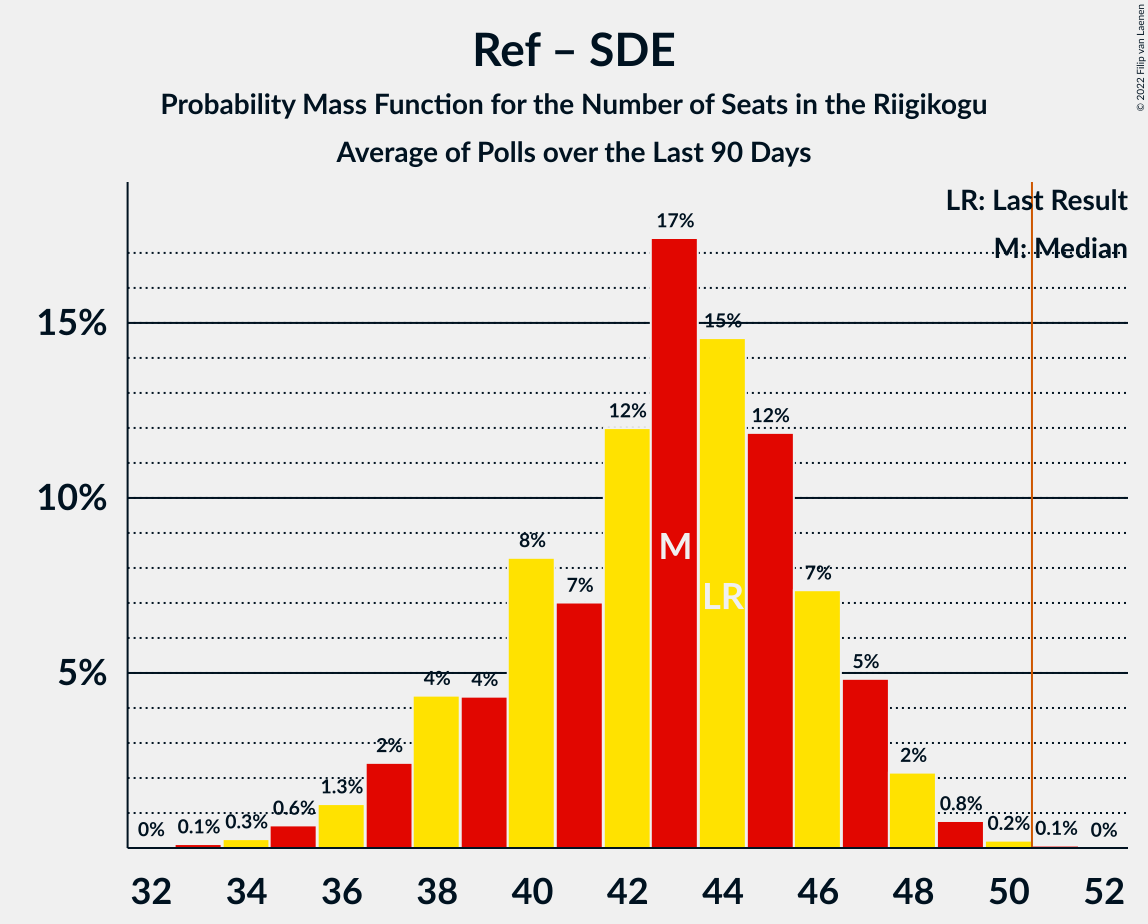 Ref – SDE
Probability Mass Function for the Number of Seats in the Riigikogu
Average of Polls over the Last 90 Days
© 2022 Filip van Laenen
LR: Last Result
M: Median
15%
10%
5%
0%
0.1%
0.3%
0.6%
1.3%
2%
4%
4%
8%
7%
12%
17%
15%
12%
7%
5%
2%
0.8%
0.2%
0.1%
0%
M
LR
32 34 36 38 40 42 44 46 48 50 52